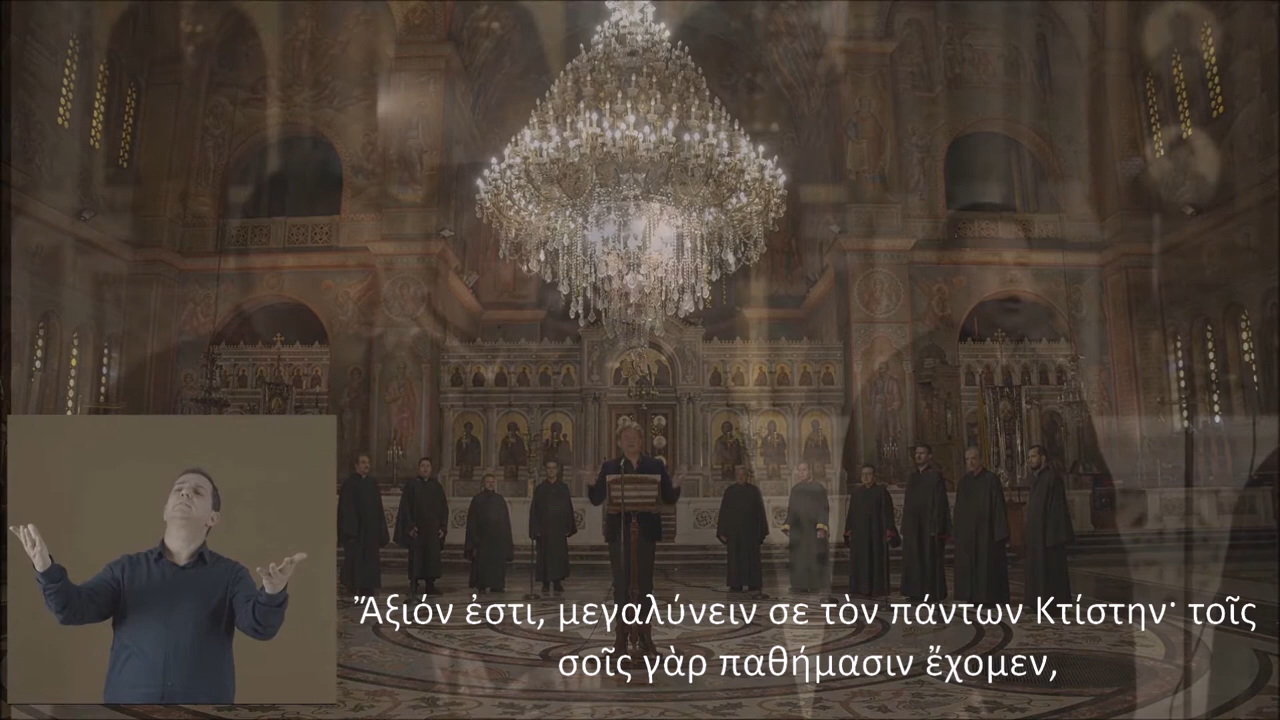 Ἄξιόν ἐστι, μεγαλύνειν σε τὸν πάντων Κτίστην· τοῖς
σοῖς γὰρ παθήμασιν ἔχομεν,